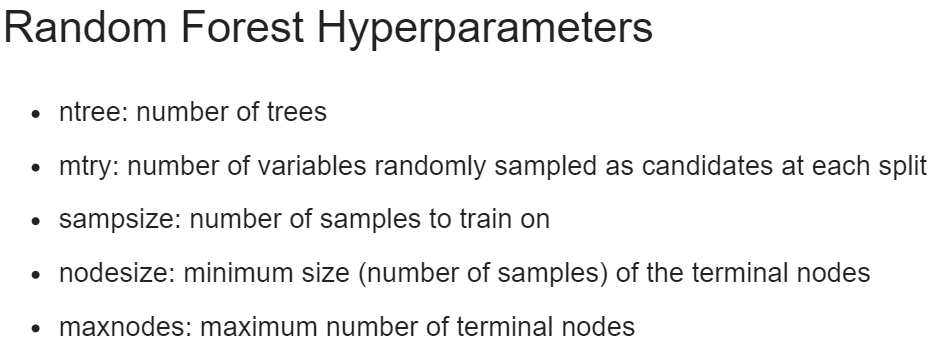 Random Forest Hyperparameters
• ntree: number of trees
• mtry: number of variables randomly sampled as candidates at each split
• sampsize: number of samples to train on
• nodesize: minimum size (number of samples) of the terminal nodes
• maxnodes: maximum number of terminal nodes